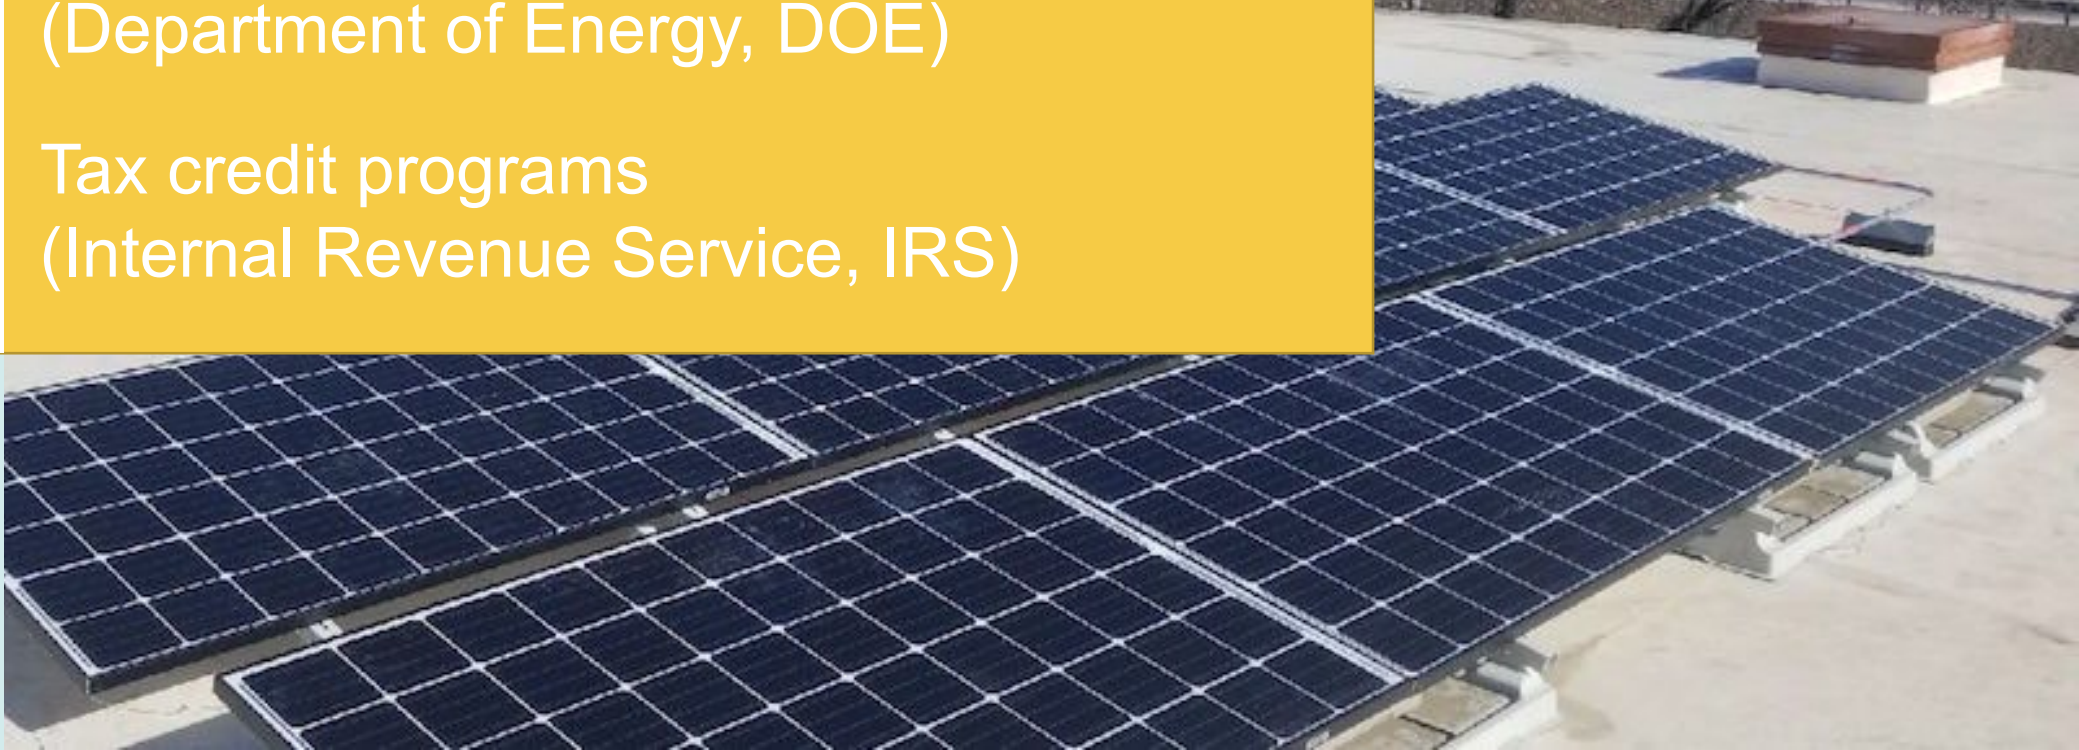 (Department of Energy, DOE)
Tax credit programs
(Internal Revenue Service, IRS)